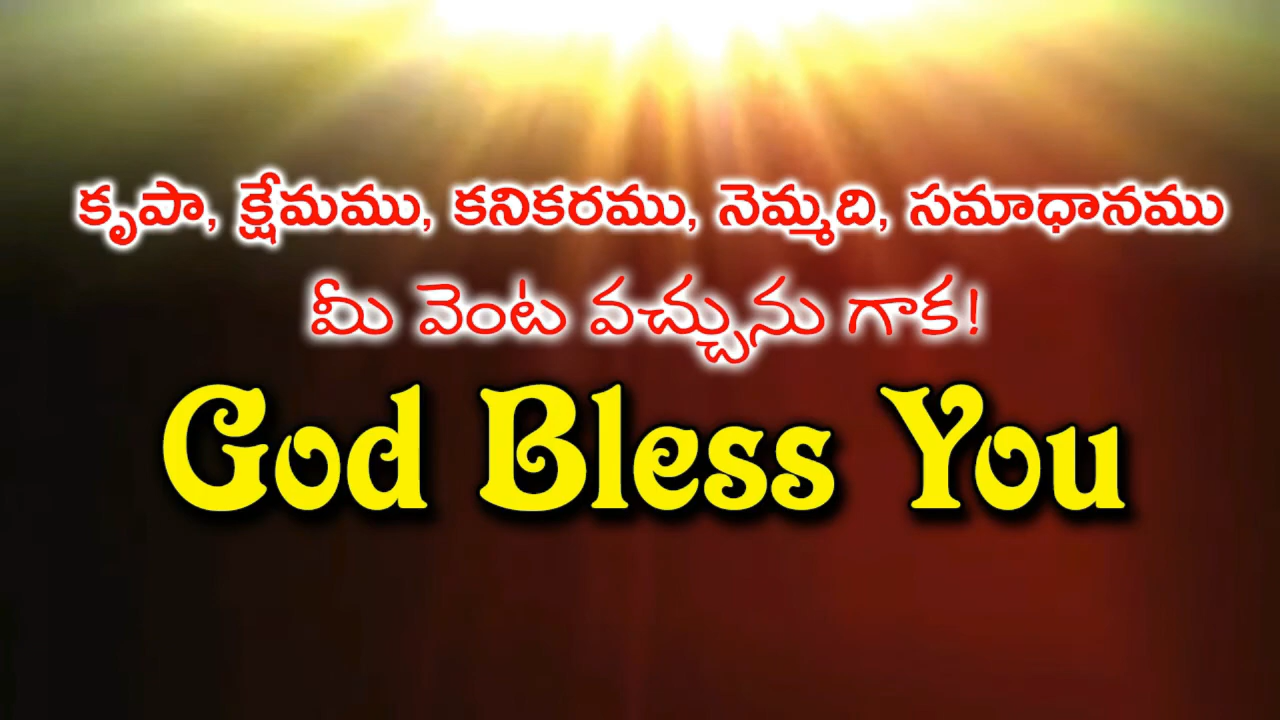 కృపా, క్షేమము, కనికరము, నెమ్మది, సమాధానము
మీ వెంట వచ్చును గాక!
God Bless You